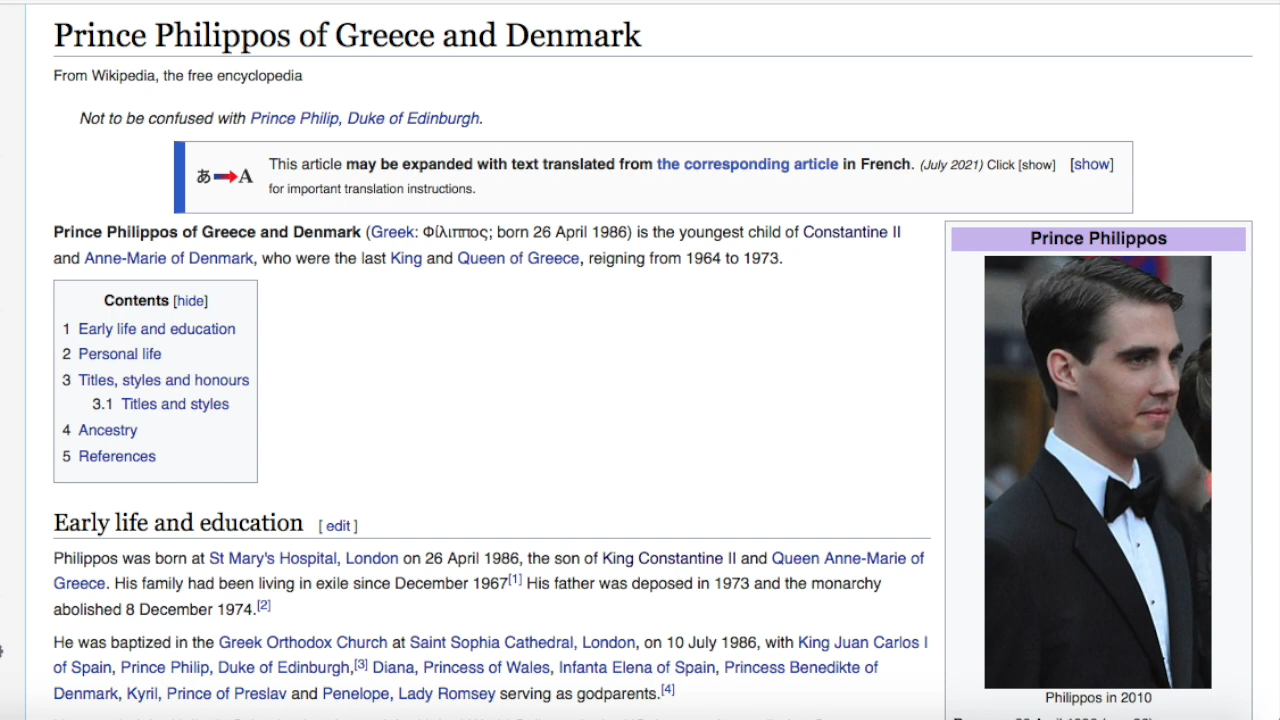 Prince Philippos of Greece and Denmark
From Wikipedia, the free encyclopedia
Not to be confused with Prince Philip, Duke of Edinburgh.
あ A
This article may be expanded with text translated from the corresponding article in French. (July 2021) Click [show] [show]
for important translation instructions.
Prince Philippos of Greece and Denmark (Greek: Φίλιππος; born 26 April 1986) is the youngest child of Constantine II
and Anne-Marie of Denmark, who were the last King and Queen of Greece, reigning from 1964 to 1973.
Contents [hide]
1 Early life and education
2 Personal life
3 Titles, styles and honours
3.1 Titles and styles
4 Ancestry
5 References
Prince Philippos
Philippos in 2010
Early life and education [ edit ]
Philippos was born at St Mary's Hospital, London on 26 April 1986, the son of King Constantine II and Queen Anne-Marie of
Greece. His family had been living in exile since December 1967[1] His father was deposed in 1973 and the monarchy
abolished 8 December 1974.[2]
He was baptized in the Greek Orthodox Church at Saint Sophia Cathedral, London, on 10 July 1986, with King Juan Carlos I
of Spain, Prince Philip, Duke of Edinburgh,[3] Diana, Princess of Wales, Infanta Elena of Spain, Princess Benedikte of
Denmark, Kyril, Prince of Preslav and Penelope, Lady Romsey serving as godparents.[4]